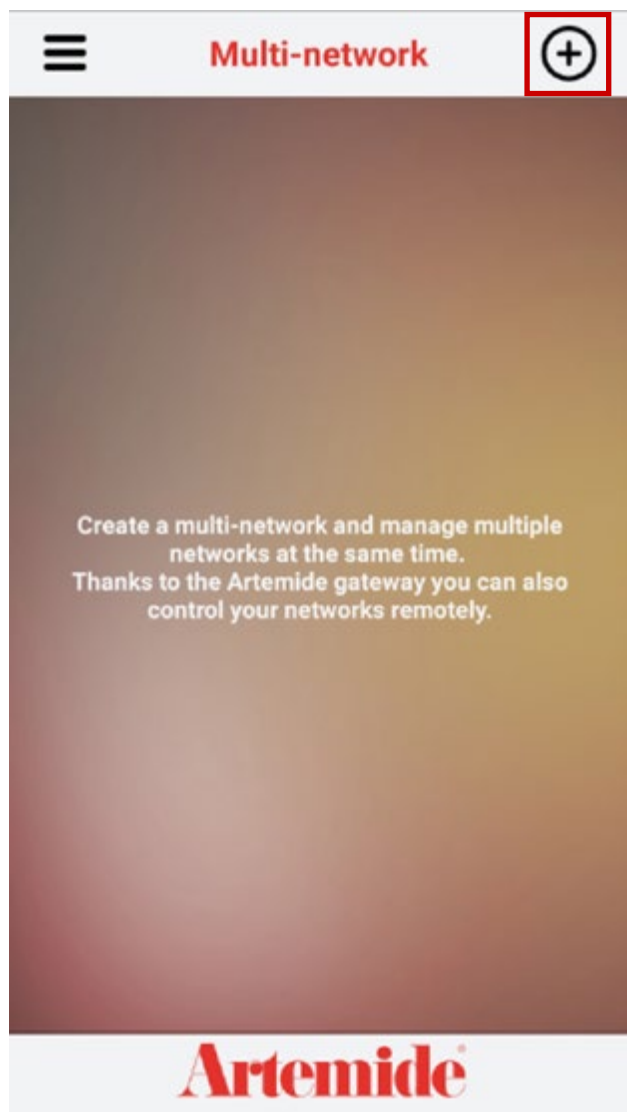 Multi-network
Create a multi-network and manage multiple
networks at the same time.
Thanks to the Artemide gateway you can also
control your networks remotely.
Artemide